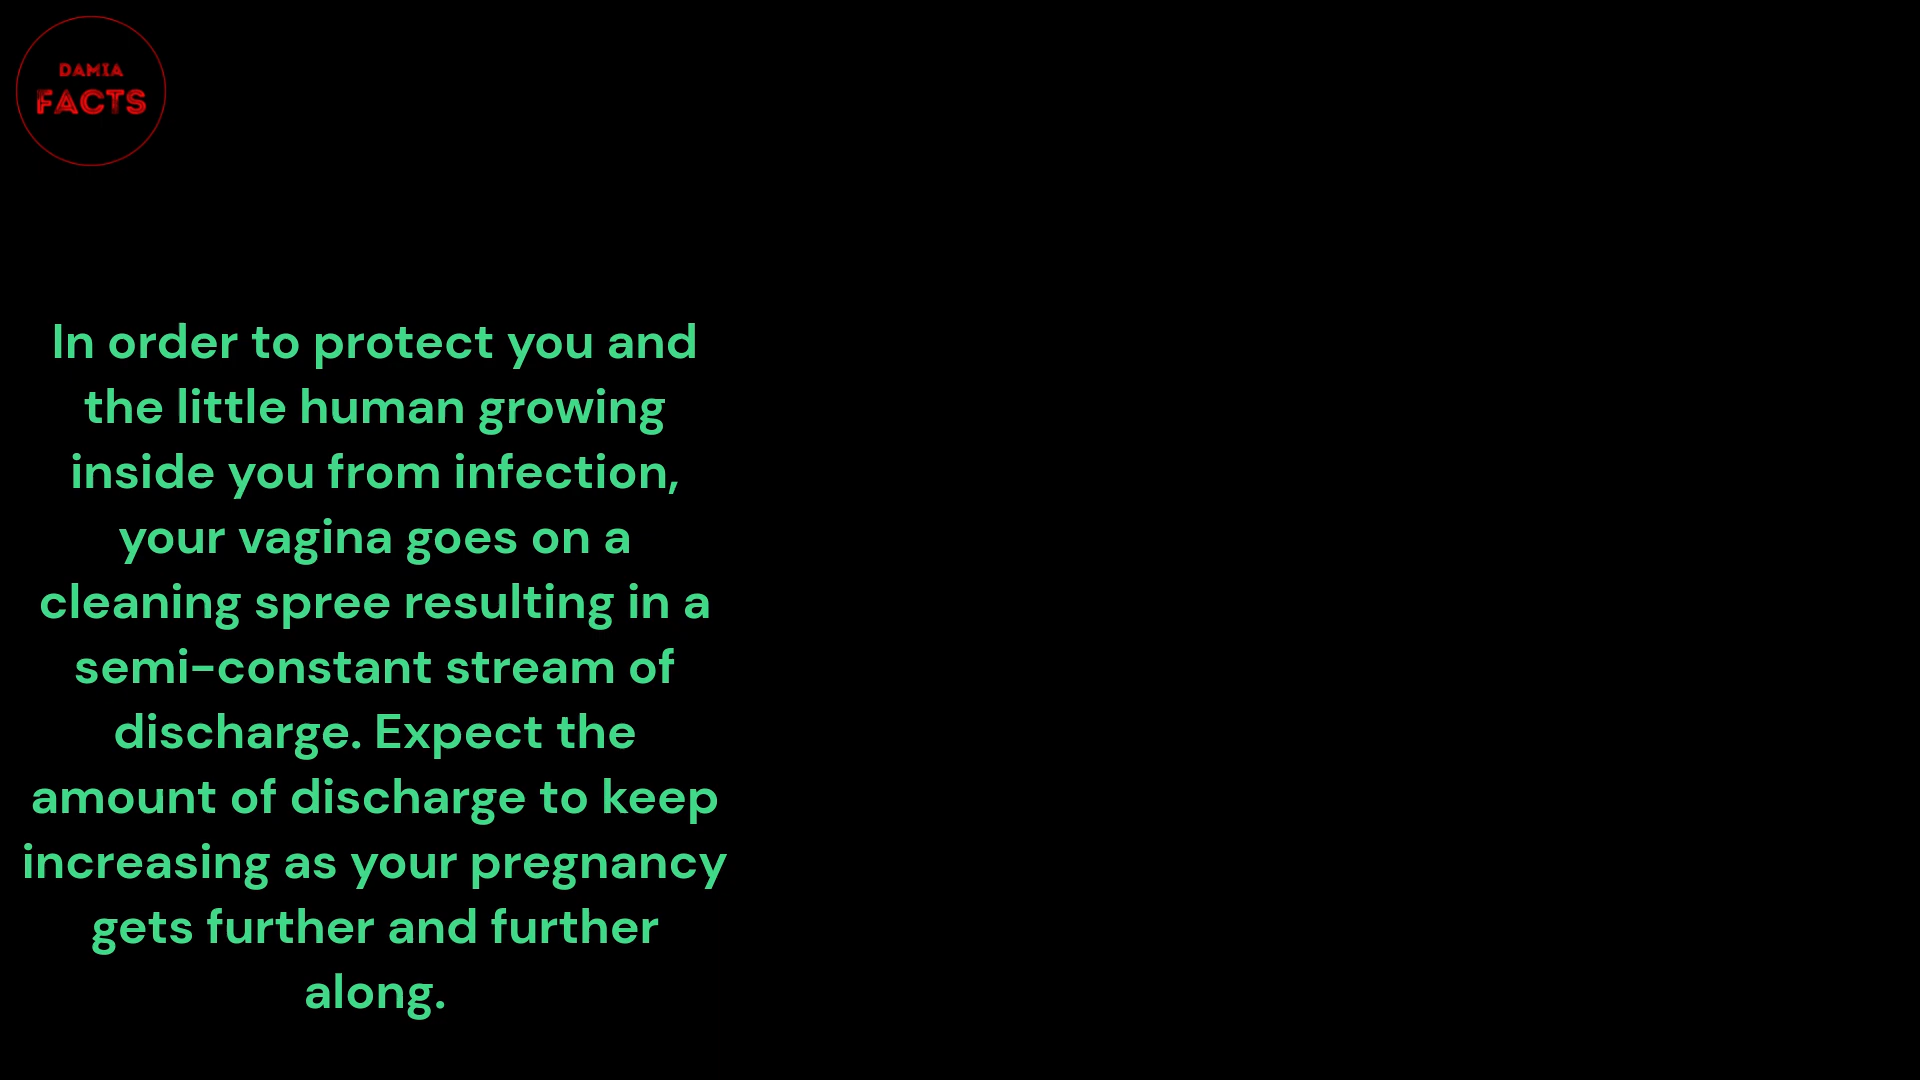 DAMIA
FACTS
In order to protect you and
the little human growing
inside you from infection,
your vagina goes on a
cleaning spree resulting in a
semi-constant stream of
discharge. Expect the
amount of discharge to keep
increasing as your pregnancy
gets further and further
along.